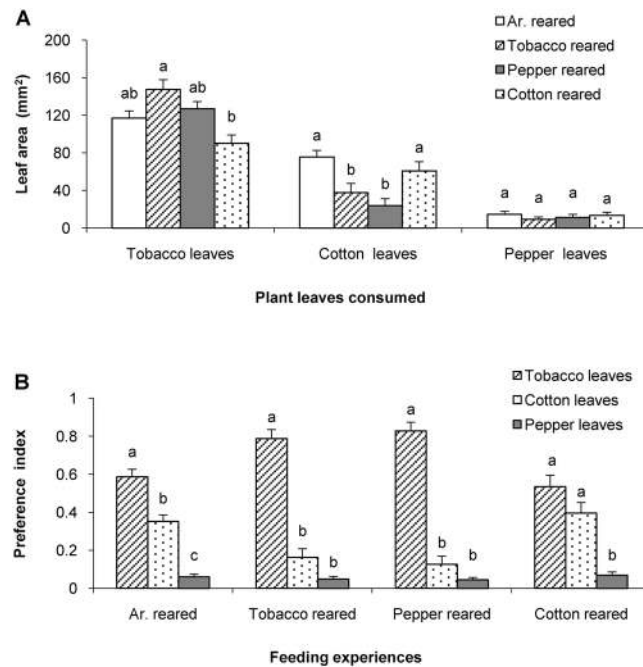 A
Ar. reared
Tobacco reared
Pepper reared
Cotton reared
Leaf area (mm²)
200
160
120
80
40
0
ab
a
ab
b
a
b
b
a
a
a
a
a
Tobacco leaves
Cotton leaves
Pepper leaves
Plant leaves consumed
B
Tobacco leaves
Cotton leaves
Pepper leaves
Preference index
1
0.8
0.6
0.4
0.2
0
a
b
c
a
b
b
a
b
b
a
a
b
Ar. reared
Tobacco reared
Pepper reared
Cotton reared
Feeding experiences